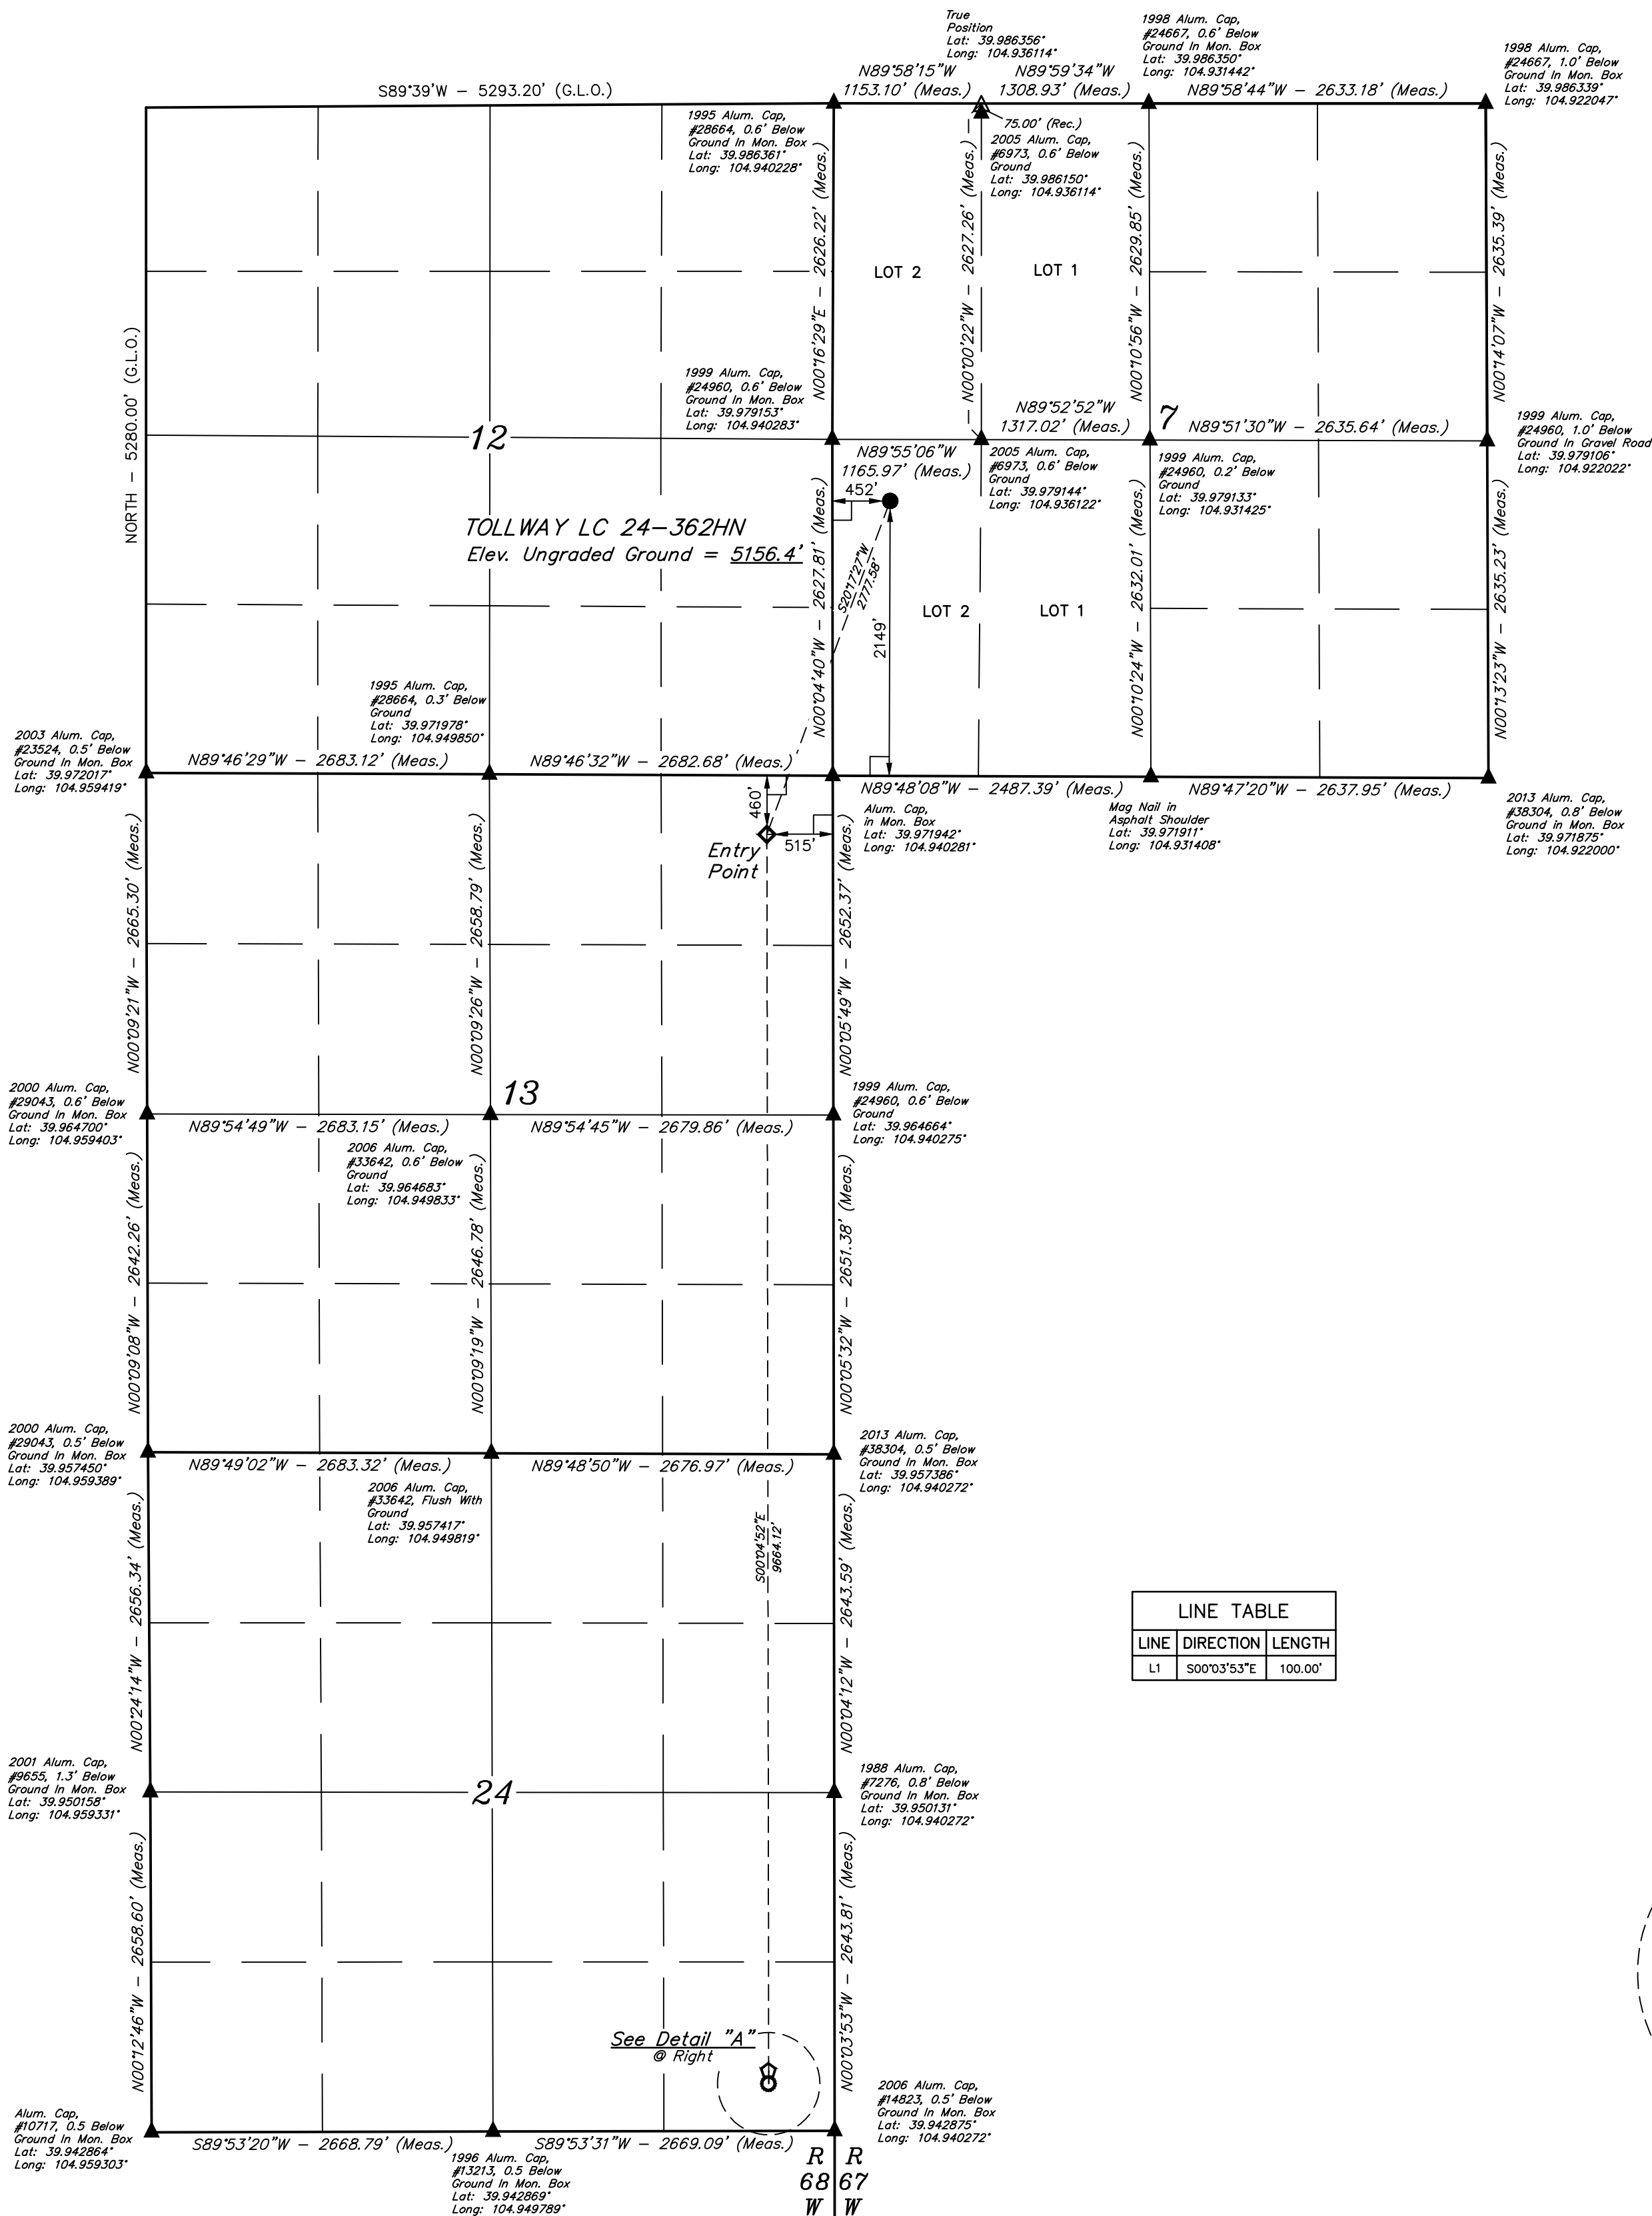 True
Position
Lat: 39.986356°
Long: 104.936114°
1998 Alum. Cap,
#24667, 0.6' Below
Ground In Mon. Box
Lat: 39.986350°
Long: 104.931442°
1998 Alum. Cap,
#24667, 1.0' Below
Ground In Mon. Box
Lat: 39.986339°
Long: 104.922047°
S89°39'W – 5293.20' (G.L.O.)
N89°58'15"W
1153.10' (Meas.)
N89°59'34"W
1308.93' (Meas.)
N89°58'44"W – 2633.18' (Meas.)
1995 Alum. Cap,
#28664, 0.6' Below
Ground In Mon. Box
Lat: 39.986361°
Long: 104.940228°
75.00' (Rec.)
2005 Alum. Cap,
#6973, 0.6' Below
Ground
Lat: 39.986150°
Long: 104.936114°
NORTH – 5280.00' (G.L.O.)
N00°16'29"E – 2626.22' (Meas.)
N00°00'22"W – 2627.26' (Meas.)
N00°10'56"W – 2629.85' (Meas.)
N00°14'07"W – 2635.39' (Meas.)
LOT 2
LOT 1
1999 Alum. Cap,
#24960, 0.6' Below
Ground In Mon. Box
Lat: 39.979153°
Long: 104.940283°
12
N89°52'52"W
1317.02' (Meas.)
7
N89°51'30"W – 2635.64' (Meas.)
1999 Alum. Cap,
#24960, 1.0' Below
Ground In Gravel Road
Lat: 39.979106°
Long: 104.922022°
N89°55'06"W
1165.97' (Meas.)
2005 Alum. Cap,
#6973, 0.6' Below
Ground
Lat: 39.979144°
Long: 104.936122°
1999 Alum. Cap,
#24960, 0.2' Below
Ground
Lat: 39.979133°
Long: 104.931425°
452'
TOLLWAY LC 24–362HN
Elev. Ungraded Ground = 5156.4'
N00°04'40"W – 2627.81' (Meas.)
S20°17'27"W
2777.58'
2149'
LOT 2
LOT 1
N00°10'24"W – 2632.01' (Meas.)
N00°13'23"W – 2635.23' (Meas.)
1995 Alum. Cap,
#28664, 0.3' Below
Ground
Lat: 39.971978°
Long: 104.949850°
2003 Alum. Cap,
#23524, 0.5' Below
Ground In Mon. Box
Lat: 39.972017°
Long: 104.959419°
N89°46'29"W – 2683.12' (Meas.)
N89°46'32"W – 2682.68' (Meas.)
N89°48'08"W – 2487.39' (Meas.)
N89°47'20"W – 2637.95' (Meas.)
460'
515'
Entry
Point
Alum. Cap,
in Mon. Box
Lat: 39.971942°
Long: 104.940281°
Mag Nail in
Asphalt Shoulder
Lat: 39.971911°
Long: 104.931408°
2013 Alum. Cap,
#38304, 0.8' Below
Ground in Mon. Box
Lat: 39.971875°
Long: 104.922000°
N00°09'21"W – 2665.30' (Meas.)
N00°09'26"W – 2658.79' (Meas.)
N00°05'49"W – 2652.37' (Meas.)
2000 Alum. Cap,
#29043, 0.6' Below
Ground In Mon. Box
Lat: 39.964700°
Long: 104.959403°
13
1999 Alum. Cap,
#24960, 0.6' Below
Ground
Lat: 39.964664°
Long: 104.940275°
N89°54'49"W – 2683.15' (Meas.)
N89°54'45"W – 2679.86' (Meas.)
2006 Alum. Cap,
#33642, 0.6' Below
Ground
Lat: 39.964683°
Long: 104.949833°
N00°09'08"W – 2642.26' (Meas.)
N00°09'19"W – 2646.78' (Meas.)
N00°05'32"W – 2651.38' (Meas.)
2000 Alum. Cap,
#29043, 0.5' Below
Ground In Mon. Box
Lat: 39.957450°
Long: 104.959389°
N89°49'02"W – 2683.32' (Meas.)
N89°48'50"W – 2676.97' (Meas.)
2013 Alum. Cap,
#38304, 0.5' Below
Ground In Mon. Box
Lat: 39.957386°
Long: 104.940272°
2006 Alum. Cap,
#33642, Flush With
Ground
Lat: 39.957417°
Long: 104.949819°
N00°24'14"W – 2656.34' (Meas.)
S00°04'52"E
9664.12'
N00°04'12"W – 2643.59' (Meas.)
LINE TABLE
LINE DIRECTION LENGTH
L1 S00°03'53"E 100.00'
2001 Alum. Cap,
#9655, 1.3' Below
Ground In Mon. Box
Lat: 39.950158°
Long: 104.959331°
24
1988 Alum. Cap,
#7276, 0.8' Below
Ground In Mon. Box
Lat: 39.950131°
Long: 104.940272°
N00°12'46"W – 2658.60' (Meas.)
N00°03'53"W – 2643.81' (Meas.)
See Detail "A"
@ Right
Alum. Cap,
#10717, 0.5 Below
Ground In Mon. Box
Lat: 39.942864°
Long: 104.959303°
2006 Alum. Cap,
#14823, 0.5' Below
Ground In Mon. Box
Lat: 39.942875°
Long: 104.940272°
S89°53'20"W – 2668.79' (Meas.)
S89°53'31"W – 2669.09' (Meas.)
1996 Alum. Cap,
#13213, 0.5 Below
Ground In Mon. Box
Lat: 39.942869°
Long: 104.949789°
R R
68 67
W W